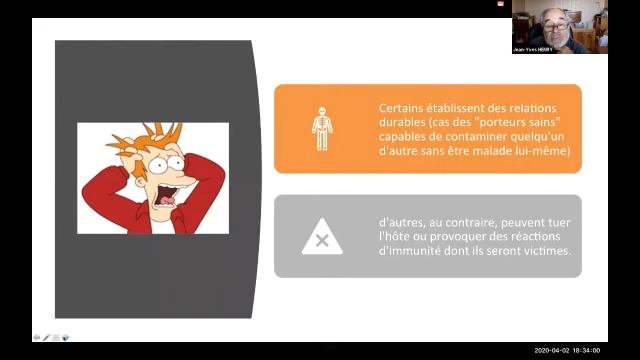 Jean-Yves HENRY
Certains établissent des relations
durables (cas des "porteurs sains"
capables de contaminer quelqu'un
d'autre sans être malade lui-même)
d'autres, au contraire, peuvent tuer
l'hôte ou provoquer des réactions
d'immunité dont ils seront victimes.
2020-04-02 18:34:00